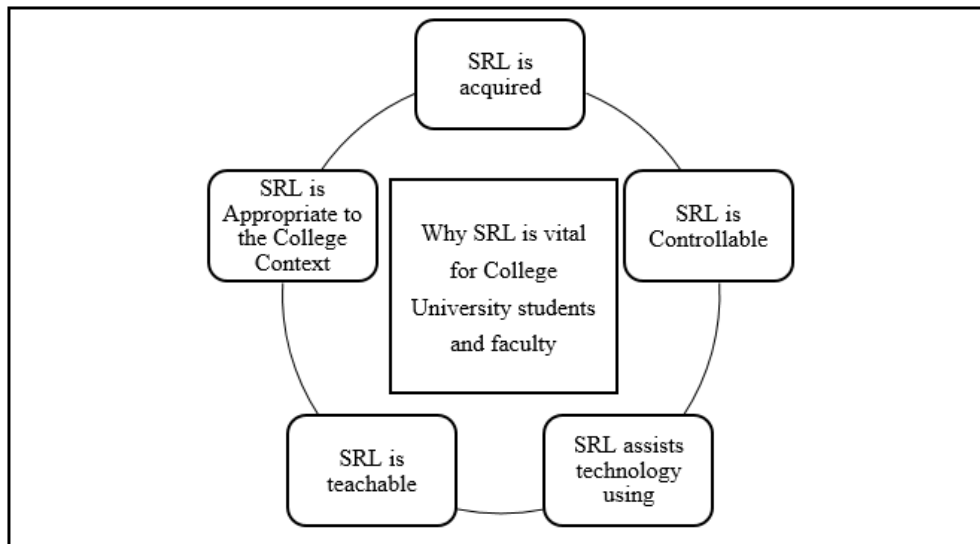 SRL is
acquired
SRL is
Controllable
SRL assists
technology
using
SRL is
teachable
SRL is
Appropriate to
the College
Context
Why SRL is vital
for College
University students
and faculty